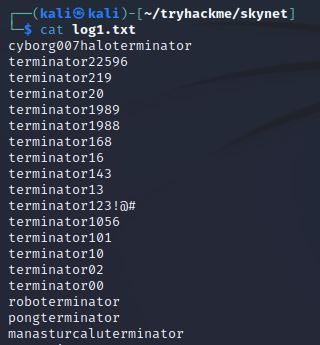 ┌──(kali㉿kali)-[~/tryhackme/skynet]
└─$ cat log1.txt
cyborg007haloterminator
terminator22596
terminator219
terminator20
terminator1989
terminator1988
terminator168
terminator16
terminator143
terminator13
terminator123!@#
terminator1056
terminator101
terminator10
terminator02
terminator00
roboterminator
pongterminator
manasturcaluterminator